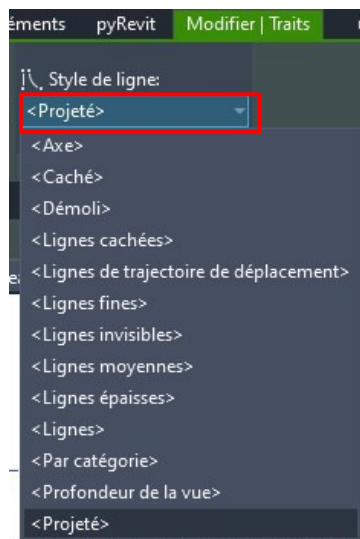 éments pyRevit Modifier | Traits
Style de ligne:
<Projeté>
<Axe>
<Caché>
<Démoli>
<Lignes cachées>
<Lignes de trajectoire de déplacement>
<Lignes fines>
<Lignes invisibles>
<Lignes moyennes>
<Lignes épaisses>
<Lignes>
<Par catégorie>
<Profondeur de la vue>
<Projeté>